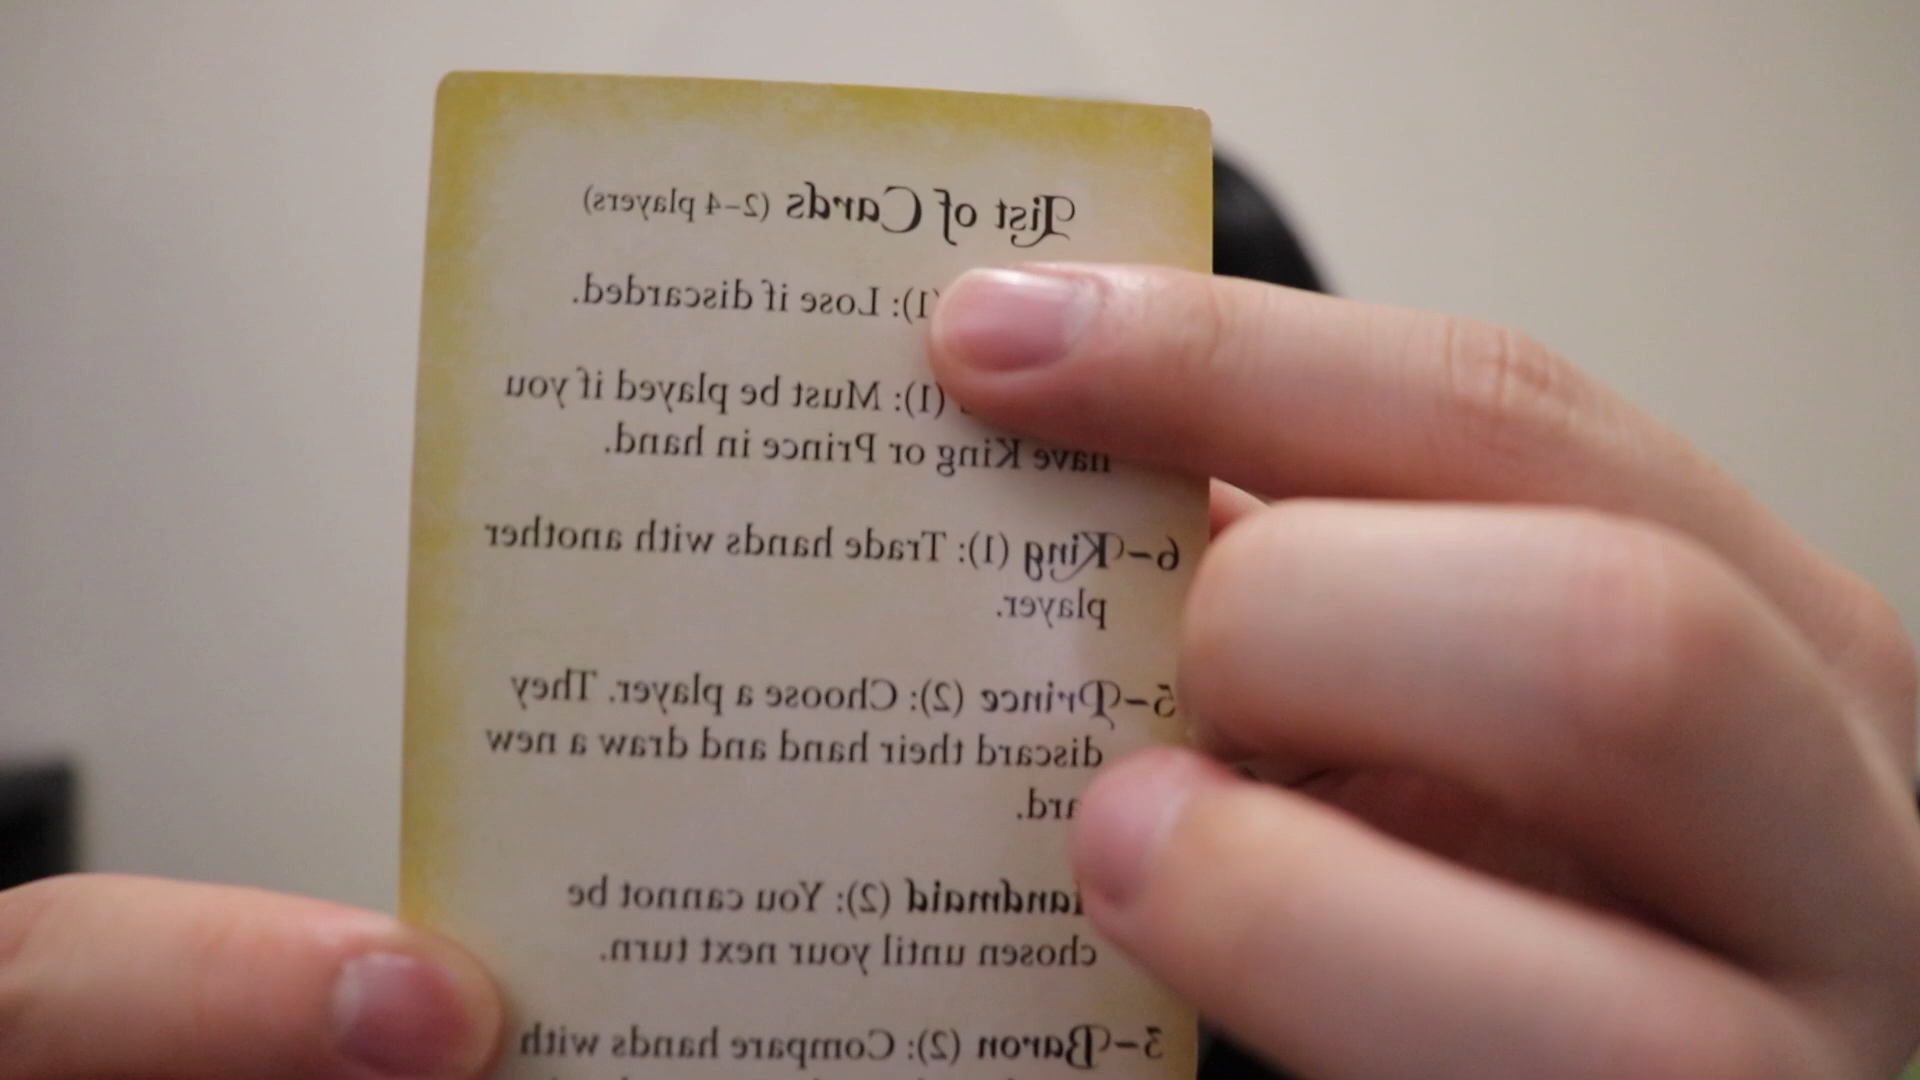 List of Cards (2–4 players)
(1): Lose if discarded.
(1): Must be played if you
have King or Prince in hand.
6–King (1): Trade hands with another
player.
5–Prince (2): Choose a player. They
discard their hand and draw a new
ard.
andmaid (2): You cannot be
chosen until your next turn.
3–Baron (2): Compare hands with